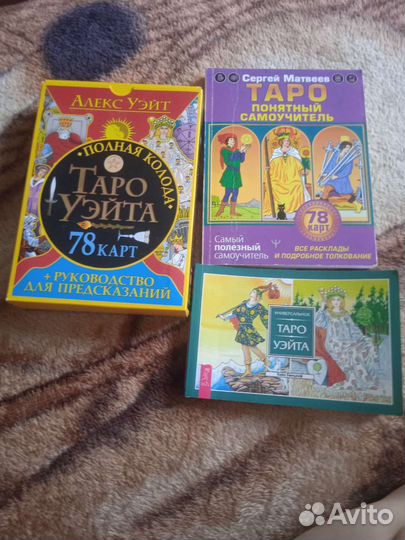 АЛЕКС УЭЙТ
ПОЛНАЯ КОЛОДА
ТАРО
УЭЙТА
78 КАРТ
+ РУКОВОДСТВО
ДЛЯ ПРЕДСКАЗАНИЙ
Сергей Матвеев
ТАРО
ПОНЯТНЫЙ
САМОУЧИТЕЛЬ
78
карт
Самый
полезный
самоучитель
ВСЕ РАСКЛАДЫ
И ПОДРОБНОЕ ТОЛКОВАНИЕ
УНИВЕРСАЛЬНОЕ
ТАРО
УЭЙТА
Avito